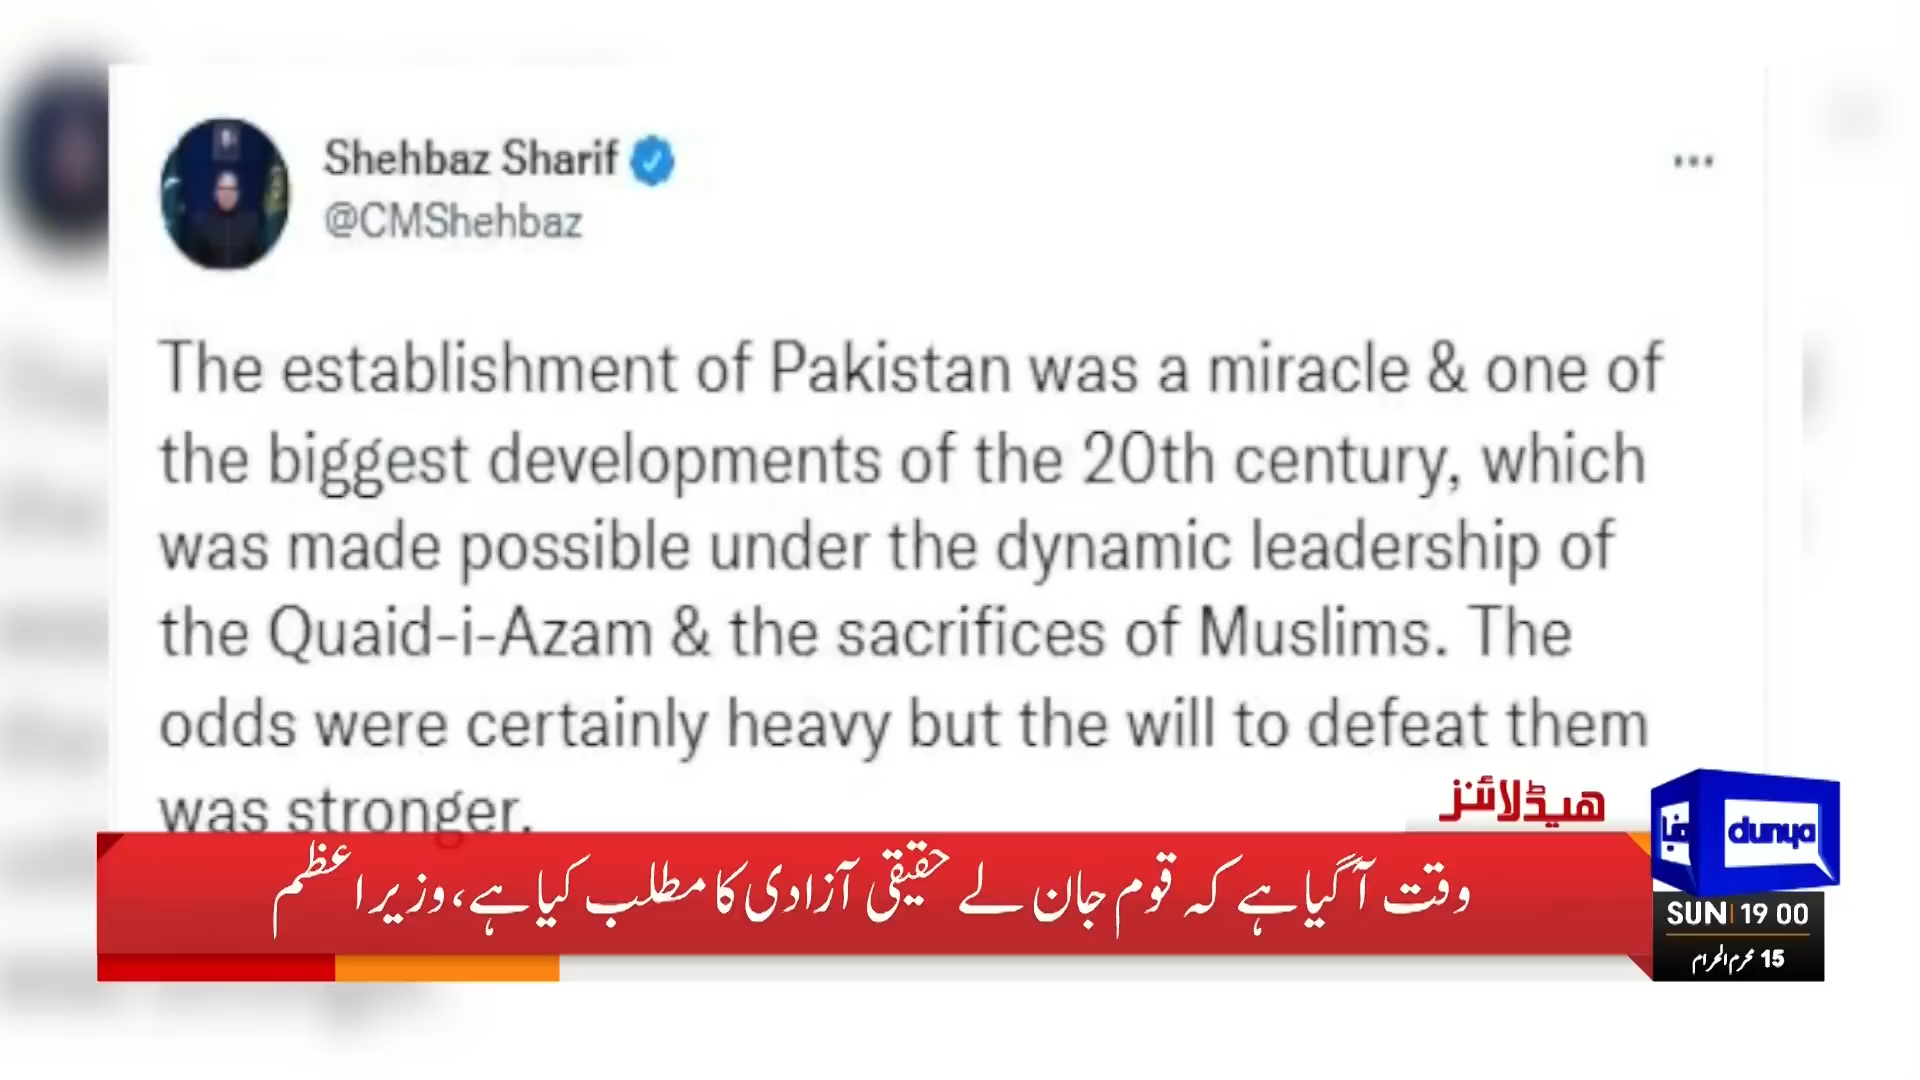 Shehbaz Sharif
@CMShehbaz
The establishment of Pakistan was a miracle & one of
the biggest developments of the 20th century, which
was made possible under the dynamic leadership of
the Quaid-i-Azam & the sacrifices of Muslims. The
odds were certainly heavy but the will to defeat them
was stronger.
ہیڈلائنز
وقت آگیا ہے کہ قوم جان لے حقیقی آزادی کا مطلب کیا ہے، وزیراعظم
dunya
SUN 19 00
15 محرم الحرام